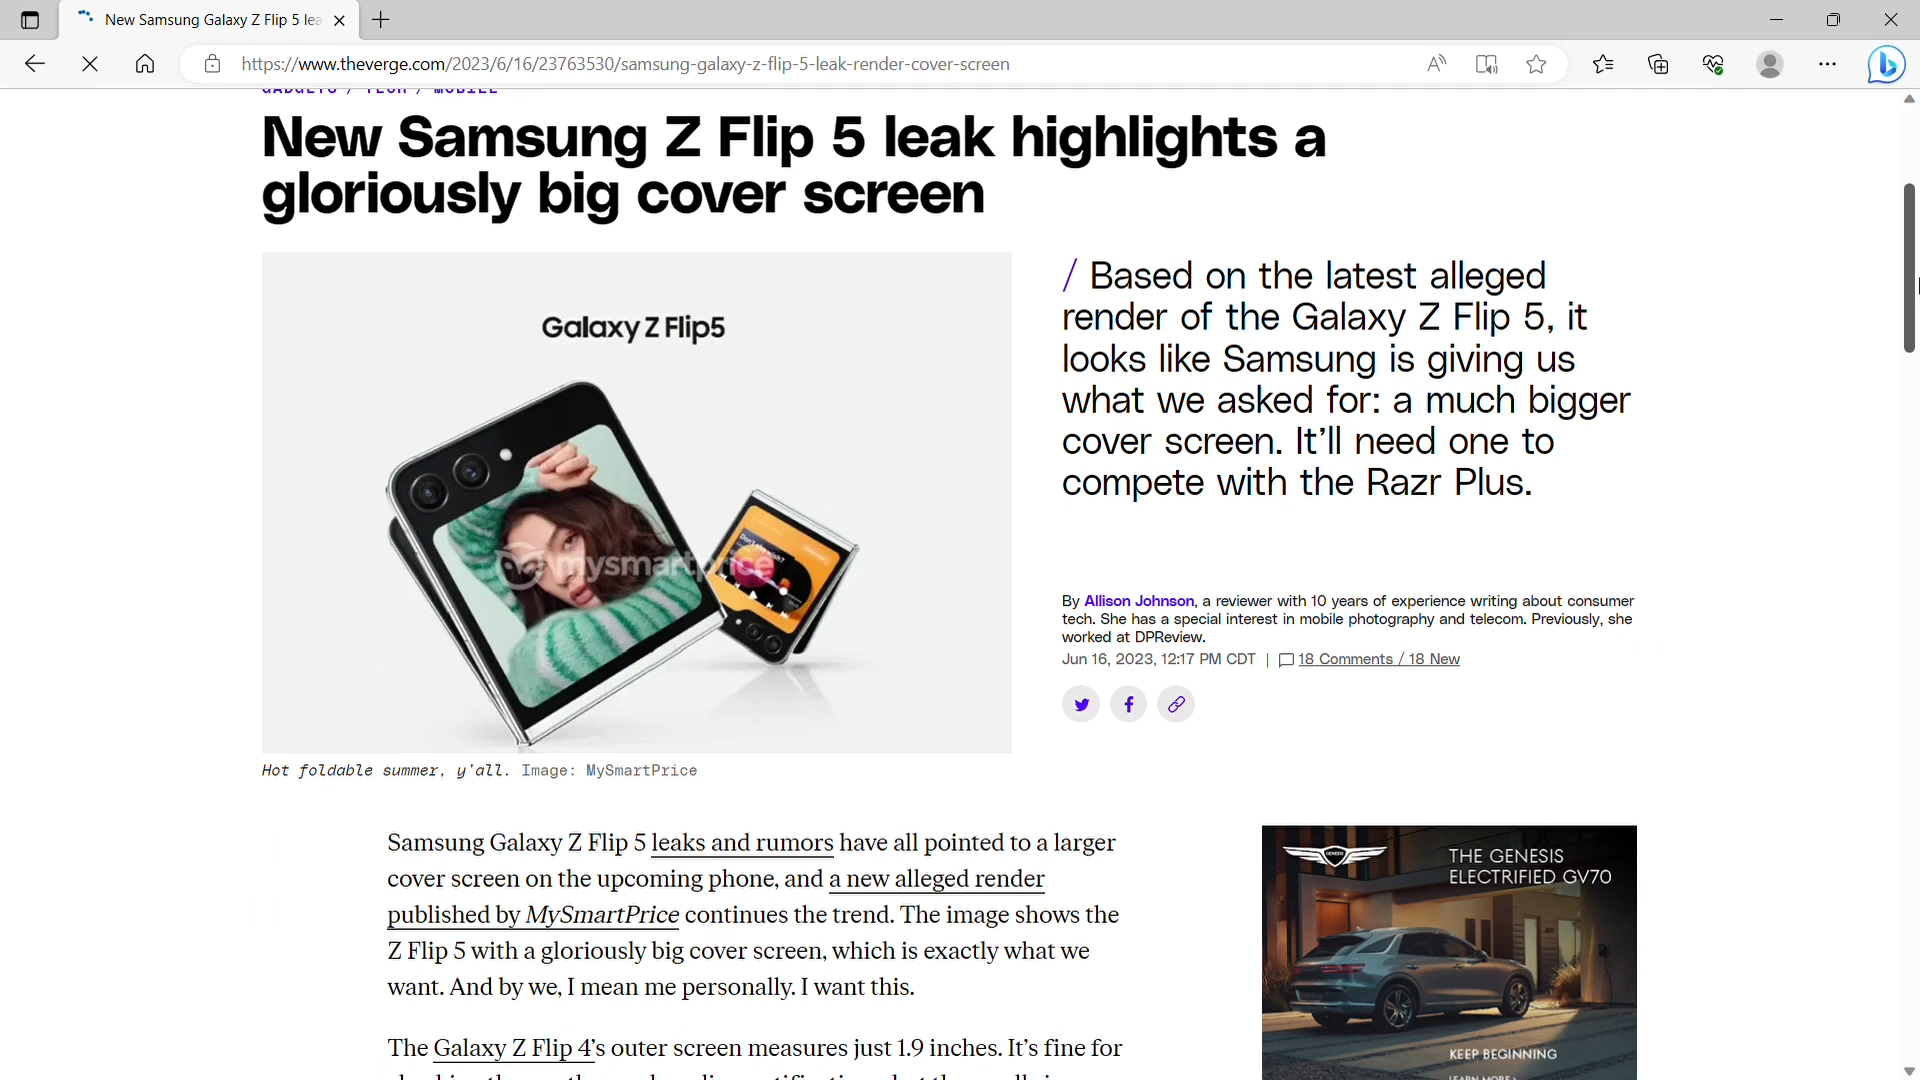 New Samsung Galaxy Z Flip 5 lea
https://www.theverge.com/2023/6/16/23763530/samsung-galaxy-z-flip-5-leak-render-cover-screen
GADGETS / TECH / MOBILE
New Samsung Z Flip 5 leak highlights a
gloriously big cover screen
Galaxy Z Flip5
mysmartprice
/ Based on the latest alleged
render of the Galaxy Z Flip 5, it
looks like Samsung is giving us
what we asked for: a much bigger
cover screen. It’ll need one to
compete with the Razr Plus.
By Allison Johnson, a reviewer with 10 years of experience writing about consumer
tech. She has a special interest in mobile photography and telecom. Previously, she
worked at DPReview.
Jun 16, 2023, 12:17 PM CDT | 18 Comments / 18 New
Hot foldable summer, y’all. Image: MySmartPrice
Samsung Galaxy Z Flip 5 leaks and rumors have all pointed to a larger
cover screen on the upcoming phone, and a new alleged render
published by MySmartPrice continues the trend. The image shows the
Z Flip 5 with a gloriously big cover screen, which is exactly what we
want. And by we, I mean me personally. I want this.
The Galaxy Z Flip 4’s outer screen measures just 1.9 inches. It’s fine for
GENESIS
THE GENESIS
ELECTRIFIED GV70
KEEP BEGINNING
LEARN MORE >